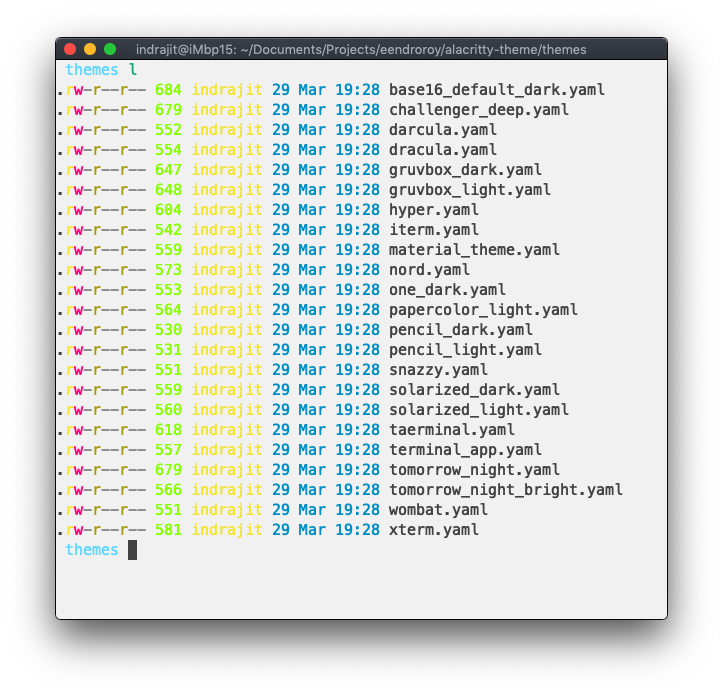 indrajit@iMbp15: ~/Documents/Projects/eendroroy/alacritty-theme/themes
themes l
.rw-r--r-- 684 indrajit 29 Mar 19:28 base16_default_dark.yaml
.rw-r--r-- 679 indrajit 29 Mar 19:28 challenger_deep.yaml
.rw-r--r-- 552 indrajit 29 Mar 19:28 darcula.yaml
.rw-r--r-- 554 indrajit 29 Mar 19:28 dracula.yaml
.rw-r--r-- 647 indrajit 29 Mar 19:28 gruvbox_dark.yaml
.rw-r--r-- 648 indrajit 29 Mar 19:28 gruvbox_light.yaml
.rw-r--r-- 604 indrajit 29 Mar 19:28 hyper.yaml
.rw-r--r-- 542 indrajit 29 Mar 19:28 iterm.yaml
.rw-r--r-- 559 indrajit 29 Mar 19:28 material_theme.yaml
.rw-r--r-- 573 indrajit 29 Mar 19:28 nord.yaml
.rw-r--r-- 553 indrajit 29 Mar 19:28 one_dark.yaml
.rw-r--r-- 564 indrajit 29 Mar 19:28 papercolor_light.yaml
.rw-r--r-- 530 indrajit 29 Mar 19:28 pencil_dark.yaml
.rw-r--r-- 531 indrajit 29 Mar 19:28 pencil_light.yaml
.rw-r--r-- 551 indrajit 29 Mar 19:28 snazzy.yaml
.rw-r--r-- 559 indrajit 29 Mar 19:28 solarized_dark.yaml
.rw-r--r-- 560 indrajit 29 Mar 19:28 solarized_light.yaml
.rw-r--r-- 618 indrajit 29 Mar 19:28 taerminal.yaml
.rw-r--r-- 557 indrajit 29 Mar 19:28 terminal_app.yaml
.rw-r--r-- 679 indrajit 29 Mar 19:28 tomorrow_night.yaml
.rw-r--r-- 566 indrajit 29 Mar 19:28 tomorrow_night_bright.yaml
.rw-r--r-- 551 indrajit 29 Mar 19:28 wombat.yaml
.rw-r--r-- 581 indrajit 29 Mar 19:28 xterm.yaml
themes